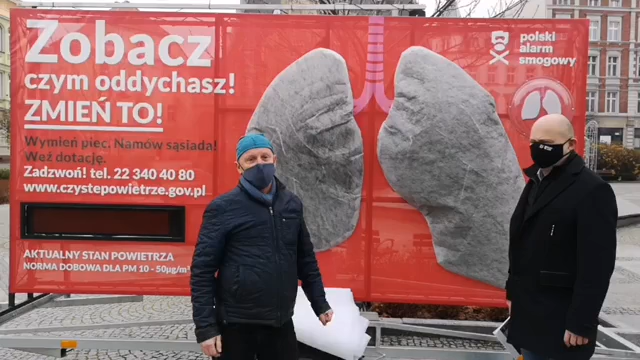 Zobacz
czym oddychasz!
ZMIEŃ TO!
Wymień piec. Namów sąsiada!
Weź dotację.
Zadzwoń! tel. 22 340 40 80
www.czystepowietrze.gov.pl
AKTUALNY STAN POWIETRZA
NORMA DOBOWA DLA PM 10 - 50µg/m³
polski
alarm
smogowy